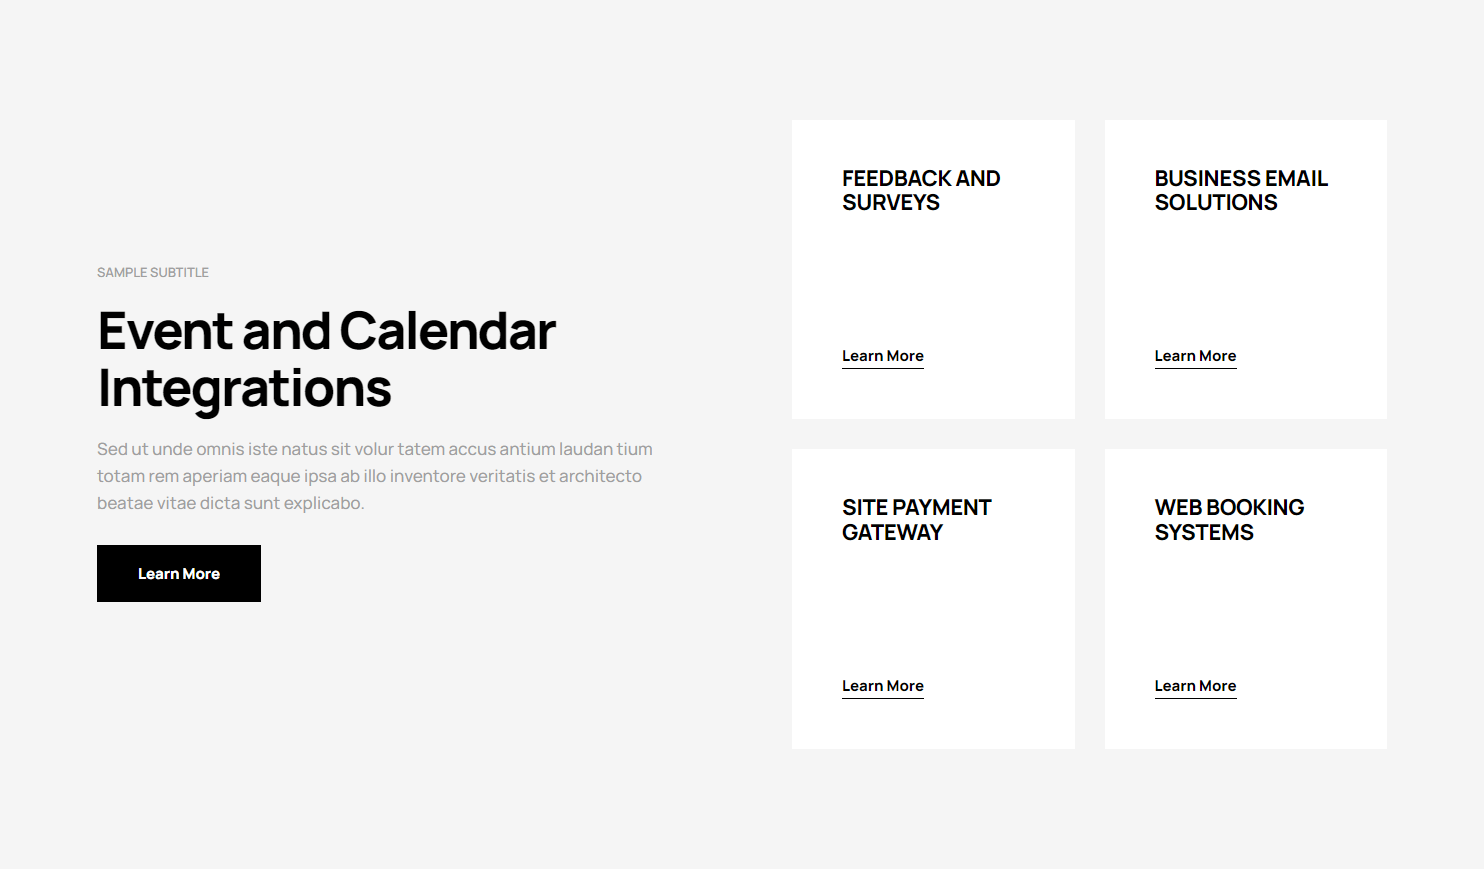 SAMPLE SUBTITLE
Event and Calendar
Integrations
Sed ut unde omnis iste natus sit volur tatem accus antium laudan tium
totam rem aperiam eaque ipsa ab illo inventore veritatis et architecto
beatae vitae dicta sunt explicabo.
Learn More
FEEDBACK AND
SURVEYS
Learn More
BUSINESS EMAIL
SOLUTIONS
Learn More
SITE PAYMENT
GATEWAY
Learn More
WEB BOOKING
SYSTEMS
Learn More